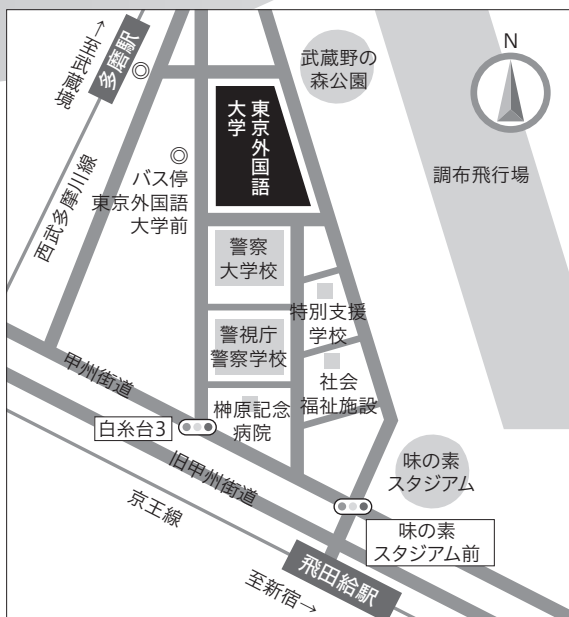 ←至武蔵境
多磨駅
◎
武蔵野の
森公園
N
東京外国語
大学
◎
バス停
東京外国語
大学前
西武多摩川線
調布飛行場
警察
大学校
特別支援
学校
警視庁
警察学校
社会
福祉施設
甲州街道
榊原記念
病院
白糸台3
旧甲州街道
味の素
スタジアム
京王線
味の素
スタジアム前
飛田給駅
至新宿→